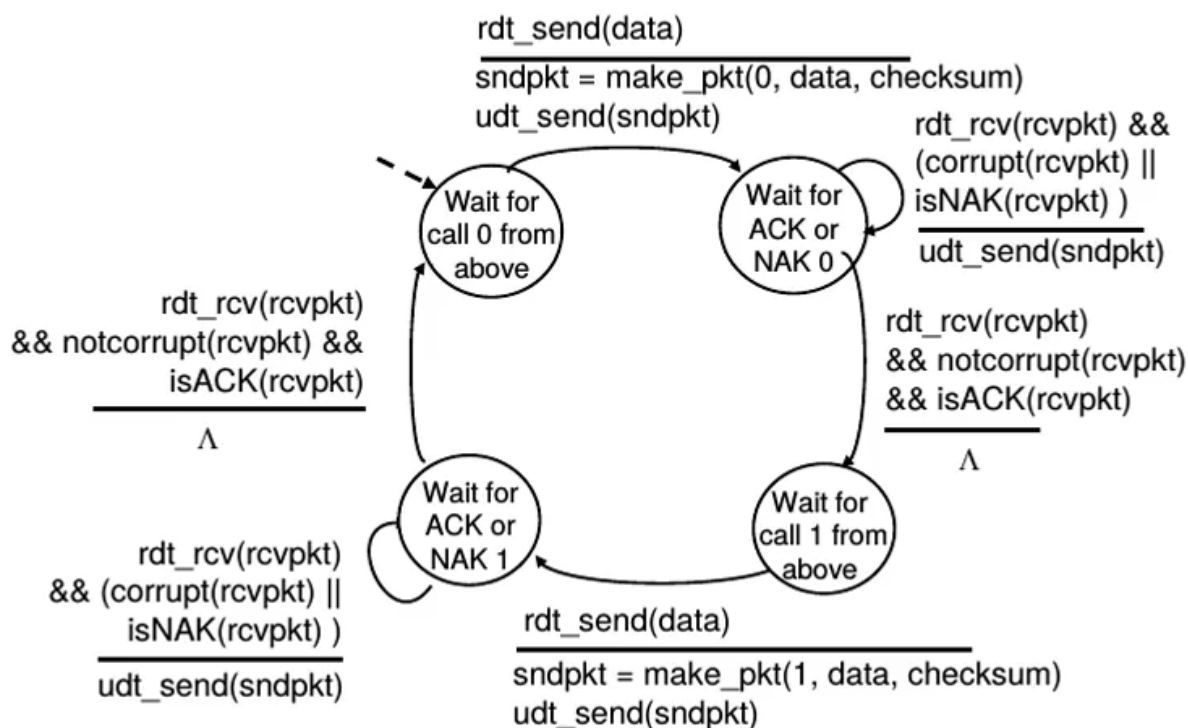 rdt_send(data)
sndpkt = make_pkt(0, data, checksum)
udt_send(sndpkt)
rdt_rcv(rcvpkt) &&
(corrupt(rcvpkt) ||
isNAK(rcvpkt) )
udt_send(sndpkt)
Wait for
call 0 from
above
Wait for
ACK or
NAK 0
rdt_rcv(rcvpkt)
&& notcorrupt(rcvpkt) &&
isACK(rcvpkt)
Λ
rdt_rcv(rcvpkt)
&& notcorrupt(rcvpkt)
&& isACK(rcvpkt)
Λ
Wait for
ACK or
NAK 1
Wait for
call 1 from
above
rdt_rcv(rcvpkt)
&& (corrupt(rcvpkt) ||
isNAK(rcvpkt) )
udt_send(sndpkt)
rdt_send(data)
sndpkt = make_pkt(1, data, checksum)
udt_send(sndpkt)